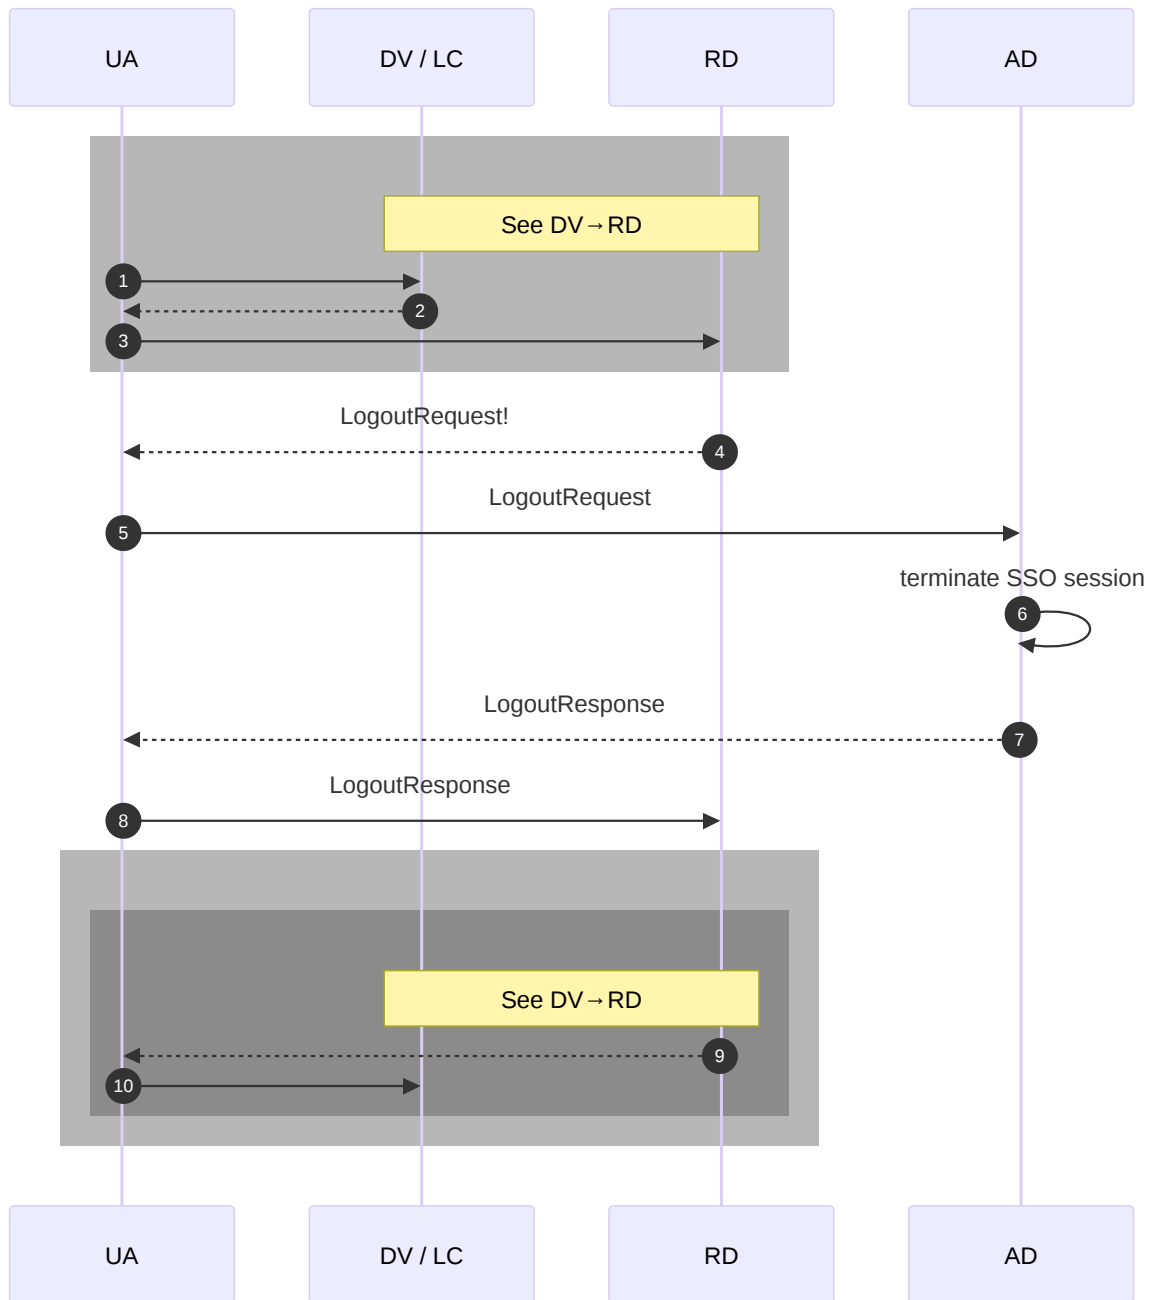 UA
DV / LC
RD
AD
See DV→RD
1
2
3
LogoutRequest!
4
LogoutRequest
5
terminate SSO session
6
LogoutResponse
7
LogoutResponse
8
See DV→RD
9
10
UA
DV / LC
RD
AD